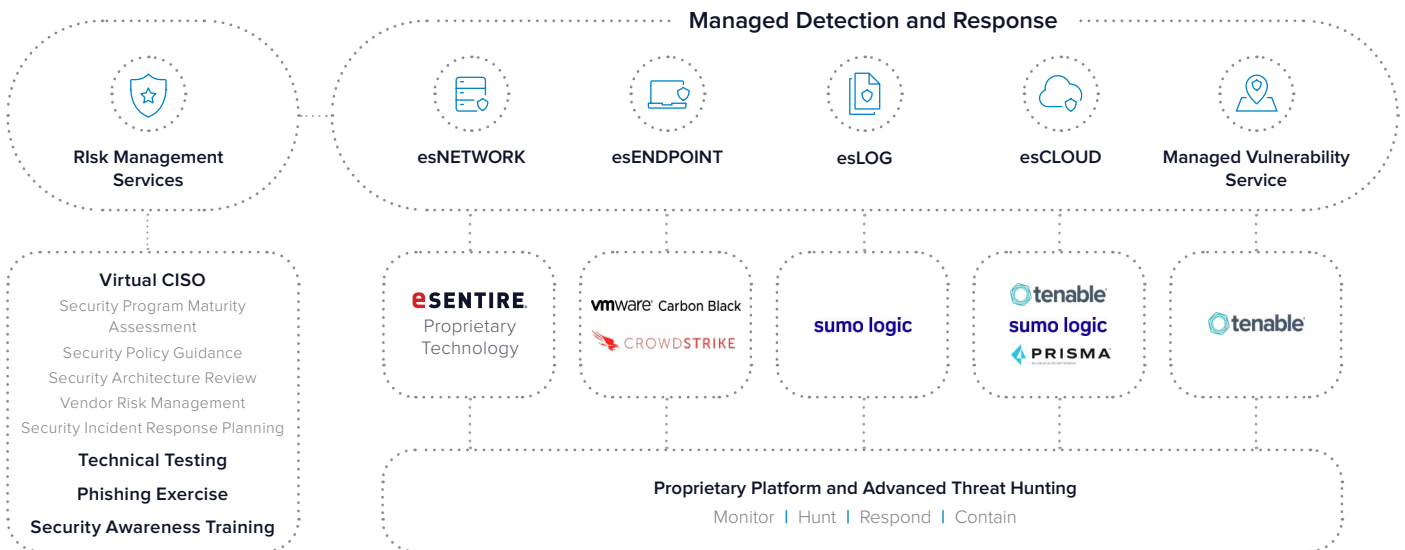 Managed Detection and Response
RIsk Management
Services
esNETWORK
esENDPOINT
esLOG
esCLOUD
Managed Vulnerability
Service
Virtual CISO
Security Program Maturity
Assessment
Security Policy Guidance
Security Architecture Review
Vendor Risk Management
Security Incident Response Planning
Technical Testing
Phishing Exercise
Security Awareness Training
eSENTIRE
Proprietary
Technology
vmware Carbon Black
CROWDSTRIKE
sumo logic
tenable
sumo logic
PRISMA
tenable
Proprietary Platform and Advanced Threat Hunting
Monitor | Hunt | Respond | Contain